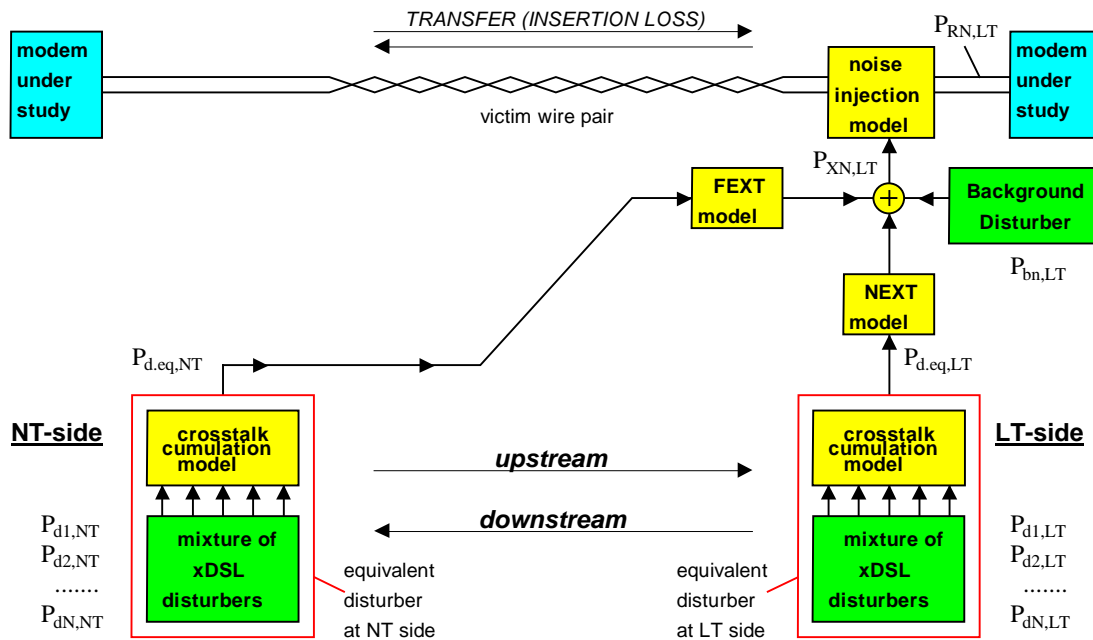 TRANSFER (INSERTION LOSS)
P_RN,LT
modem
under
study
noise
injection
model
modem
under
study
victim wire pair
P_XN,LT
FEXT
model
+
Background
Disturber
P_bn,LT
NEXT
model
P_d.eq,NT
P_d.eq,LT
NT-side
crosstalk
cumulation
model
upstream
crosstalk
cumulation
model
LT-side
downstream
P_d1,NT
P_d2,NT
.......
P_dN,NT
mixture of
xDSL
disturbers
equivalent
disturber
at NT side
equivalent
disturber
at LT side
mixture of
xDSL
disturbers
P_d1,LT
P_d2,LT
.......
P_dN,LT